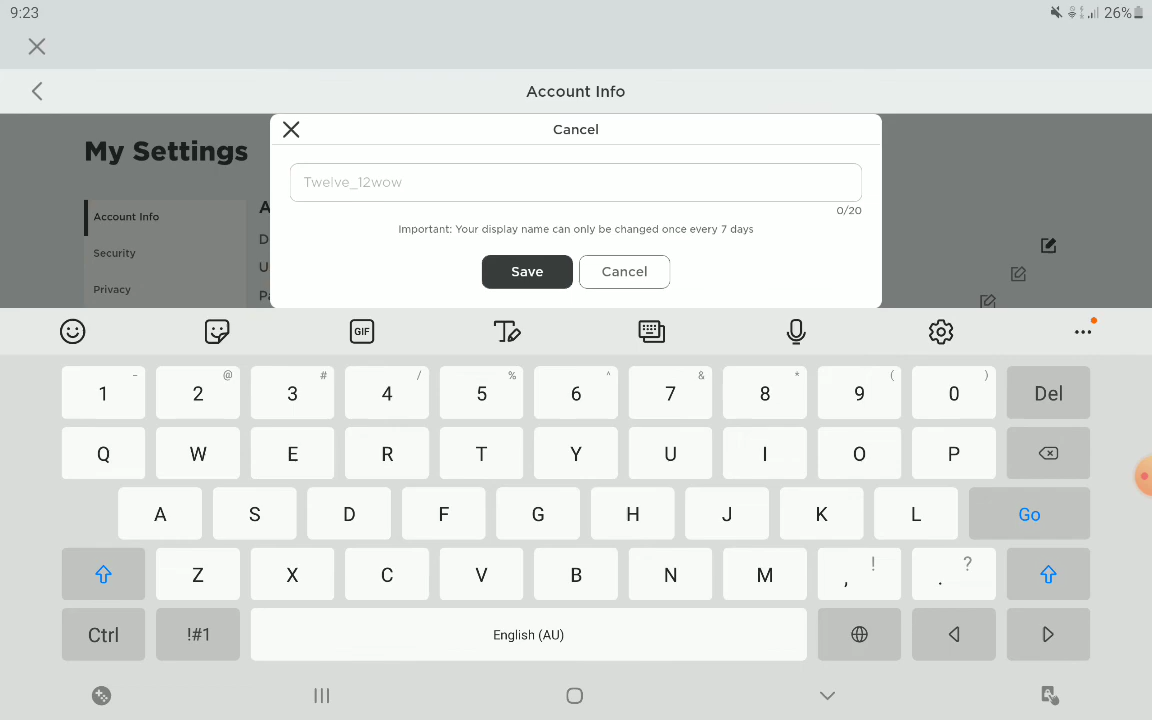 9:23
26%
Account Info
My Settings
Cancel
Twelve_12wow
0/20
Important: Your display name can only be changed once every 7 days
Save Cancel
Account Info
Security
Privacy
A
D
U
Pa
GIF
1 - 2 @ 3 # 4 / 5 % 6 ^ 7 & 8 * 9 ( 0 ) Del
Q W E R T Y U I O P
A S D F G H J K L Go
Z X C V B N M , ! . ?
Ctrl !#1 English (AU)